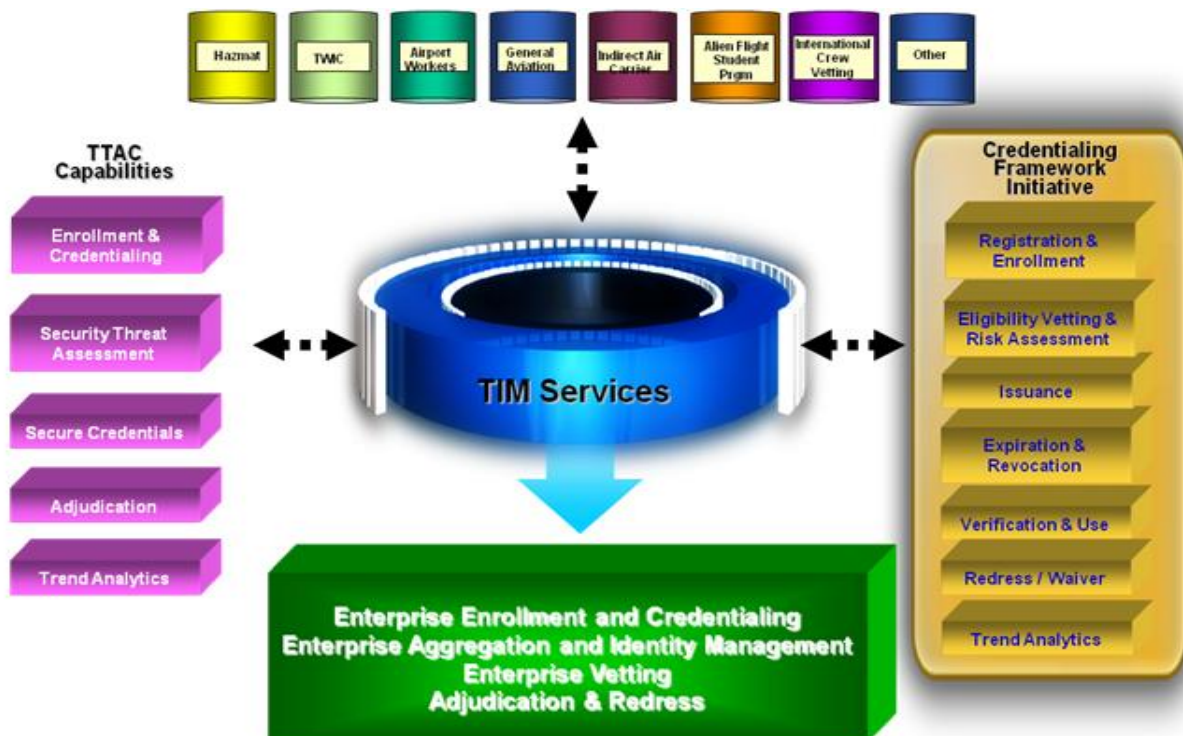 Hazmat
TWIC
Airport
Workers
General
Aviation
Indirect Air
Carrier
Alien Flight
Student
Prgm
International
Crew
Vetting
Other
TTAC
Capabilities
Enrollment &
Credentialing
Security Threat
Assessment
Secure Credentials
Adjudication
Trend Analytics
TIM Services
Credentialing
Framework
Initiative
Registration &
Enrollment
Eligibility Vetting &
Risk Assessment
Issuance
Expiration &
Revocation
Verification & Use
Redress / Waiver
Trend Analytics
Enterprise Enrollment and Credentialing
Enterprise Aggregation and Identity Management
Enterprise Vetting
Adjudication & Redress